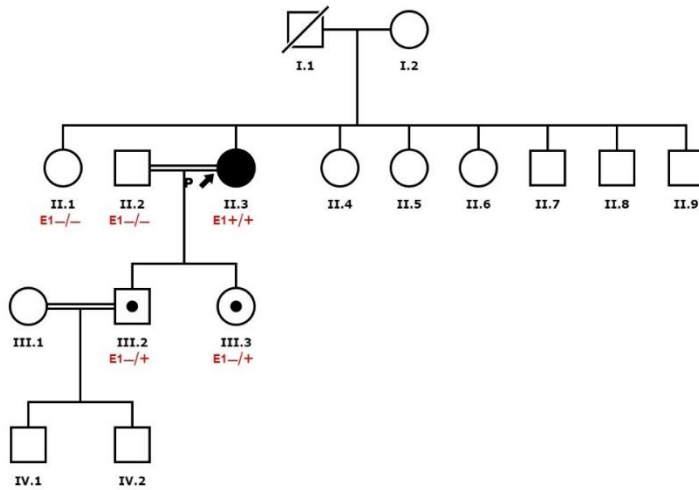 I.1 I.2
P
II.1 II.2 II.3 II.4 II.5 II.6 II.7 II.8 II.9
E1—/— E1—/— E1+/+
III.1 III.2 III.3
E1—/+ E1—/+
IV.1 IV.2